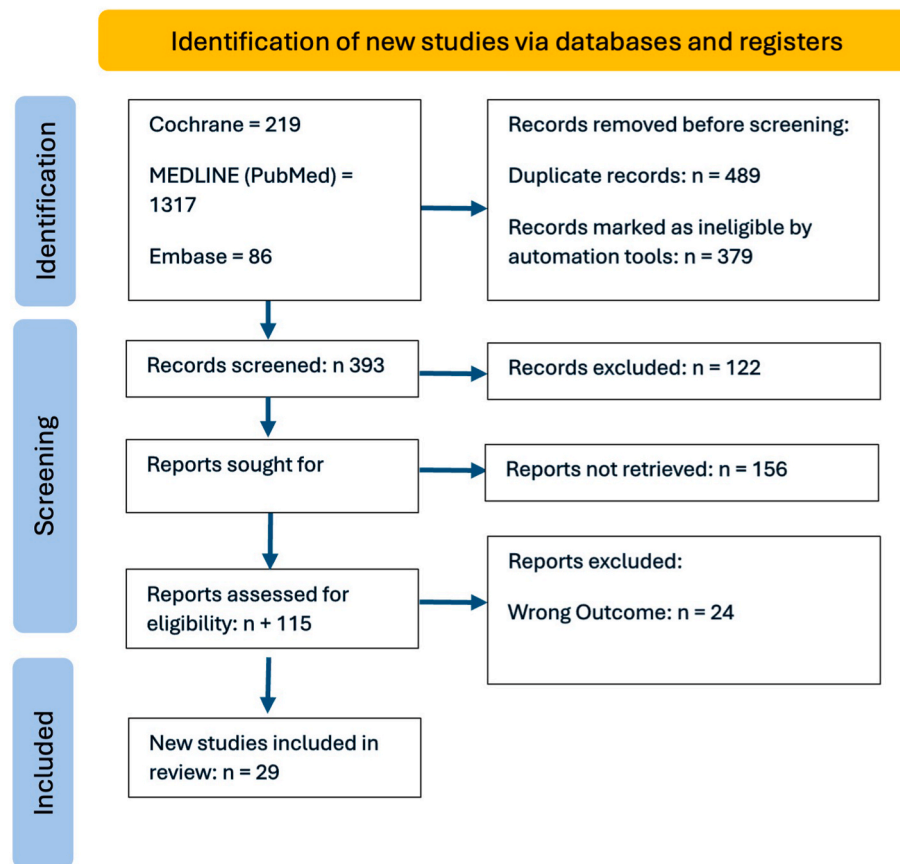 Identification of new studies via databases and registers
Identification
Cochrane = 219
MEDLINE (PubMed) =
1317
Embase = 86
Records removed before screening:
Duplicate records: n = 489
Records marked as ineligible by
automation tools: n = 379
Screening
Records screened: n 393
Records excluded: n = 122
Reports sought for
Reports not retrieved: n = 156
Reports assessed for
eligibility: n + 115
Reports excluded:
Wrong Outcome: n = 24
Included
New studies included in
review: n = 29